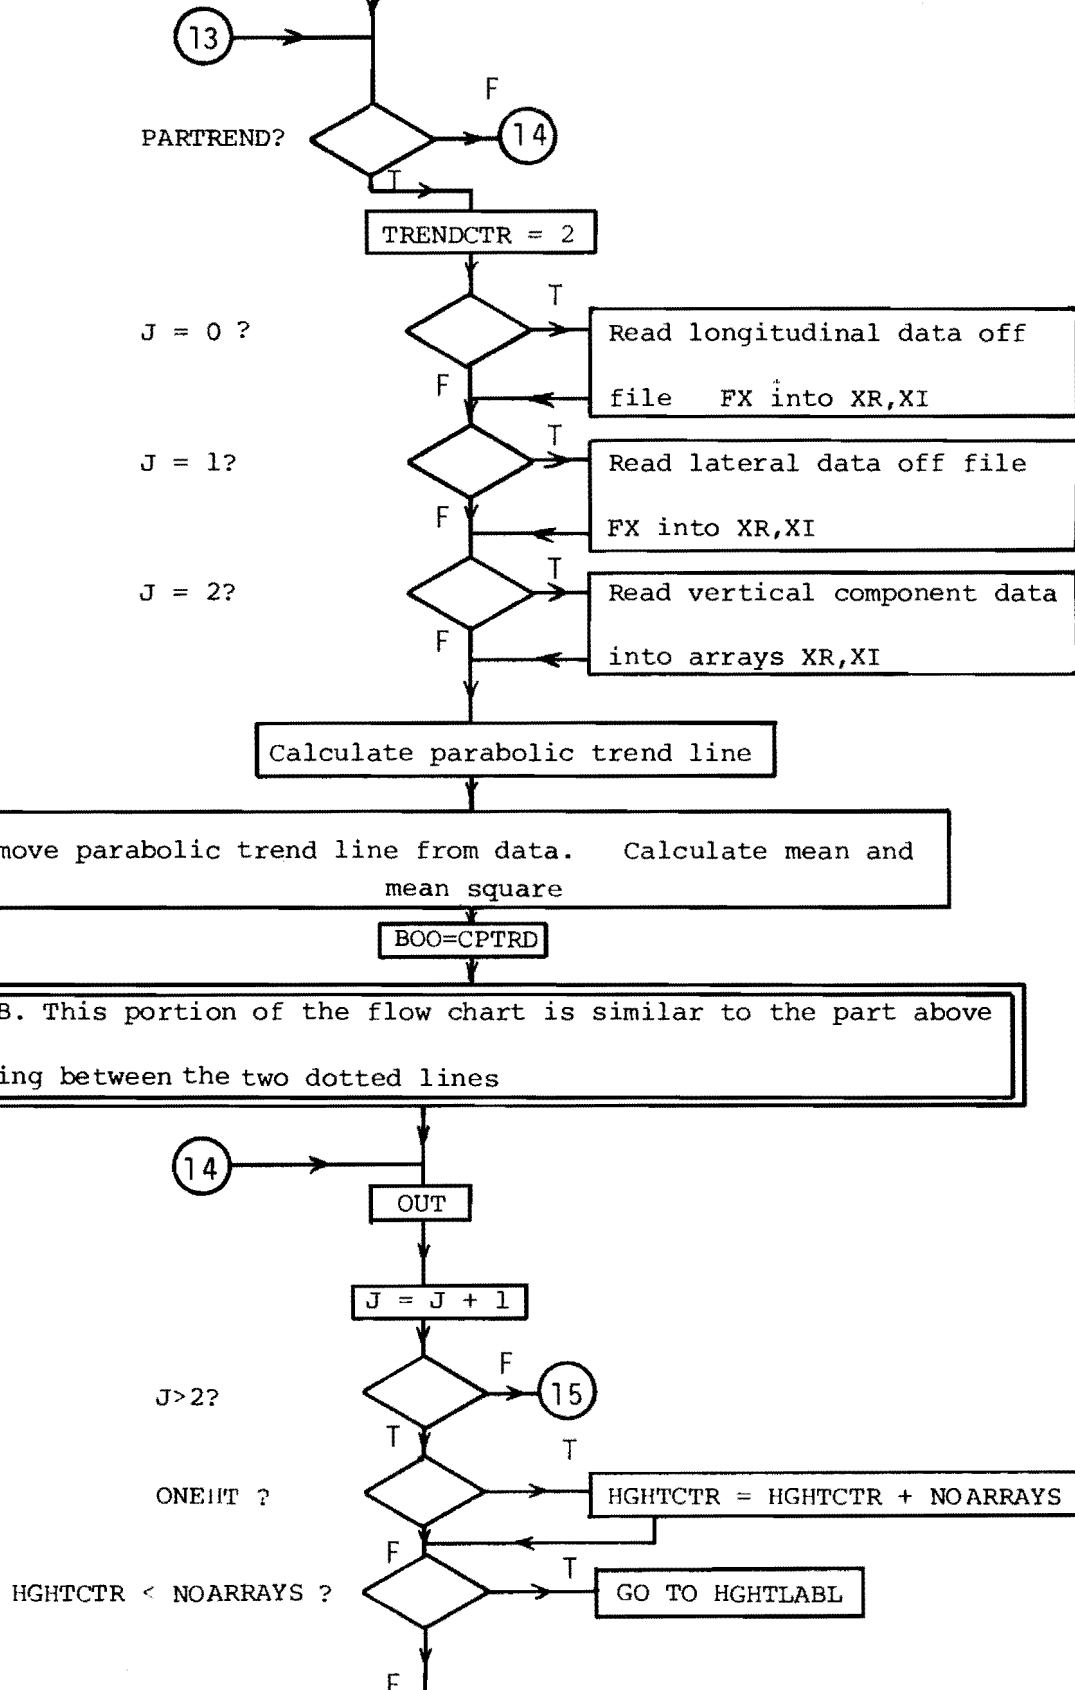 13
F
PARTREND?
14
T
TRENDCTR = 2
T
J = 0 ?
Read longitudinal data off
F
file FX into XR,XI
T
J = 1?
Read lateral data off file
F
FX into XR,XI
T
J = 2?
Read vertical component data
F
into arrays XR,XI
Calculate parabolic trend line
move parabolic trend line from data. Calculate mean and
mean square
BOO=CPTRD
B. This portion of the flow chart is similar to the part above
ing between the two dotted lines
14
OUT
J = J + 1
F
J>2?
15
T
T
ONEHT ?
HGHTCTR = HGHTCTR + NOARRAYS
F
T
HGHTCTR < NOARRAYS ?
GO TO HGHTLABL
F